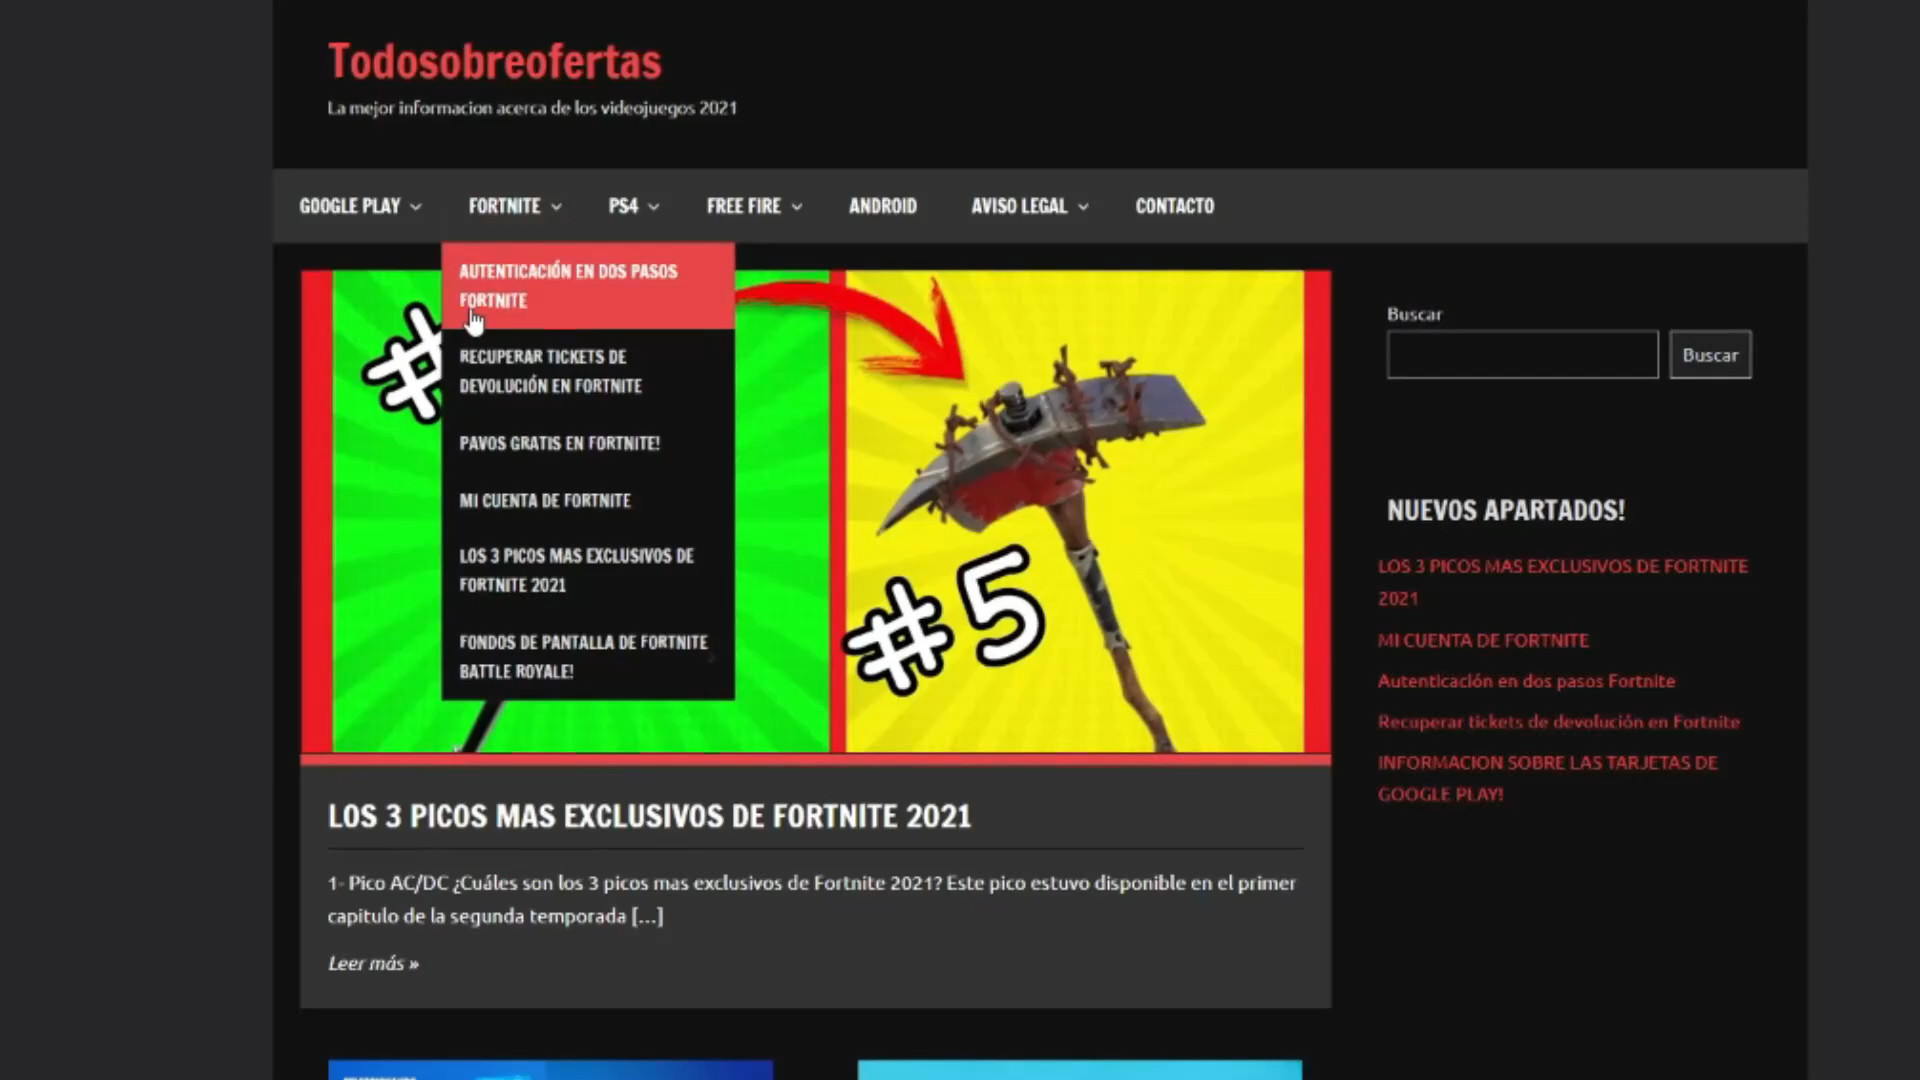 Todosobreofertas
La mejor informacion acerca de los videojuegos 2021
GOOGLE PLAY
FORTNITE
PS4
FREE FIRE
ANDROID
AVISO LEGAL
CONTACTO
AUTENTICACIÓN EN DOS PASOS
FORTNITE
RECUPERAR TICKETS DE
DEVOLUCIÓN EN FORTNITE
PAVOS GRATIS EN FORTNITE!
MI CUENTA DE FORTNITE
LOS 3 PICOS MAS EXCLUSIVOS DE
FORTNITE 2021
FONDOS DE PANTALLA DE FORTNITE
BATTLE ROYALE!
#
#5
LOS 3 PICOS MAS EXCLUSIVOS DE FORTNITE 2021
1- Pico AC/DC ¿Cuáles son los 3 picos mas exclusivos de Fortnite 2021? Este pico estuvo disponible en el primer
capitulo de la segunda temporada [...]
Leer más »
Buscar
Buscar
NUEVOS APARTADOS!
LOS 3 PICOS MAS EXCLUSIVOS DE FORTNITE
2021
MI CUENTA DE FORTNITE
Autenticación en dos pasos Fortnite
Recuperar tickets de devolución en Fortnite
INFORMACION SOBRE LAS TARJETAS DE
GOOGLE PLAY!